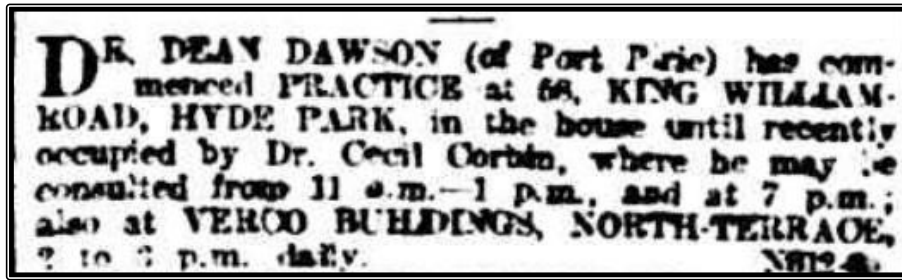 DR. DEAN DAWSON (of Port Pirie) has com-
menced PRACTICE at 68, KING WILLIAM-
ROAD, HYDE PARK, in the house until recently
occupied by Dr. Cecil Corbin, where he may be
consulted from 11 a.m.—1 p.m., and at 7 p.m.;
also at VERCO BUILDINGS, NORTH-TERRACE,
to p.m. daily.